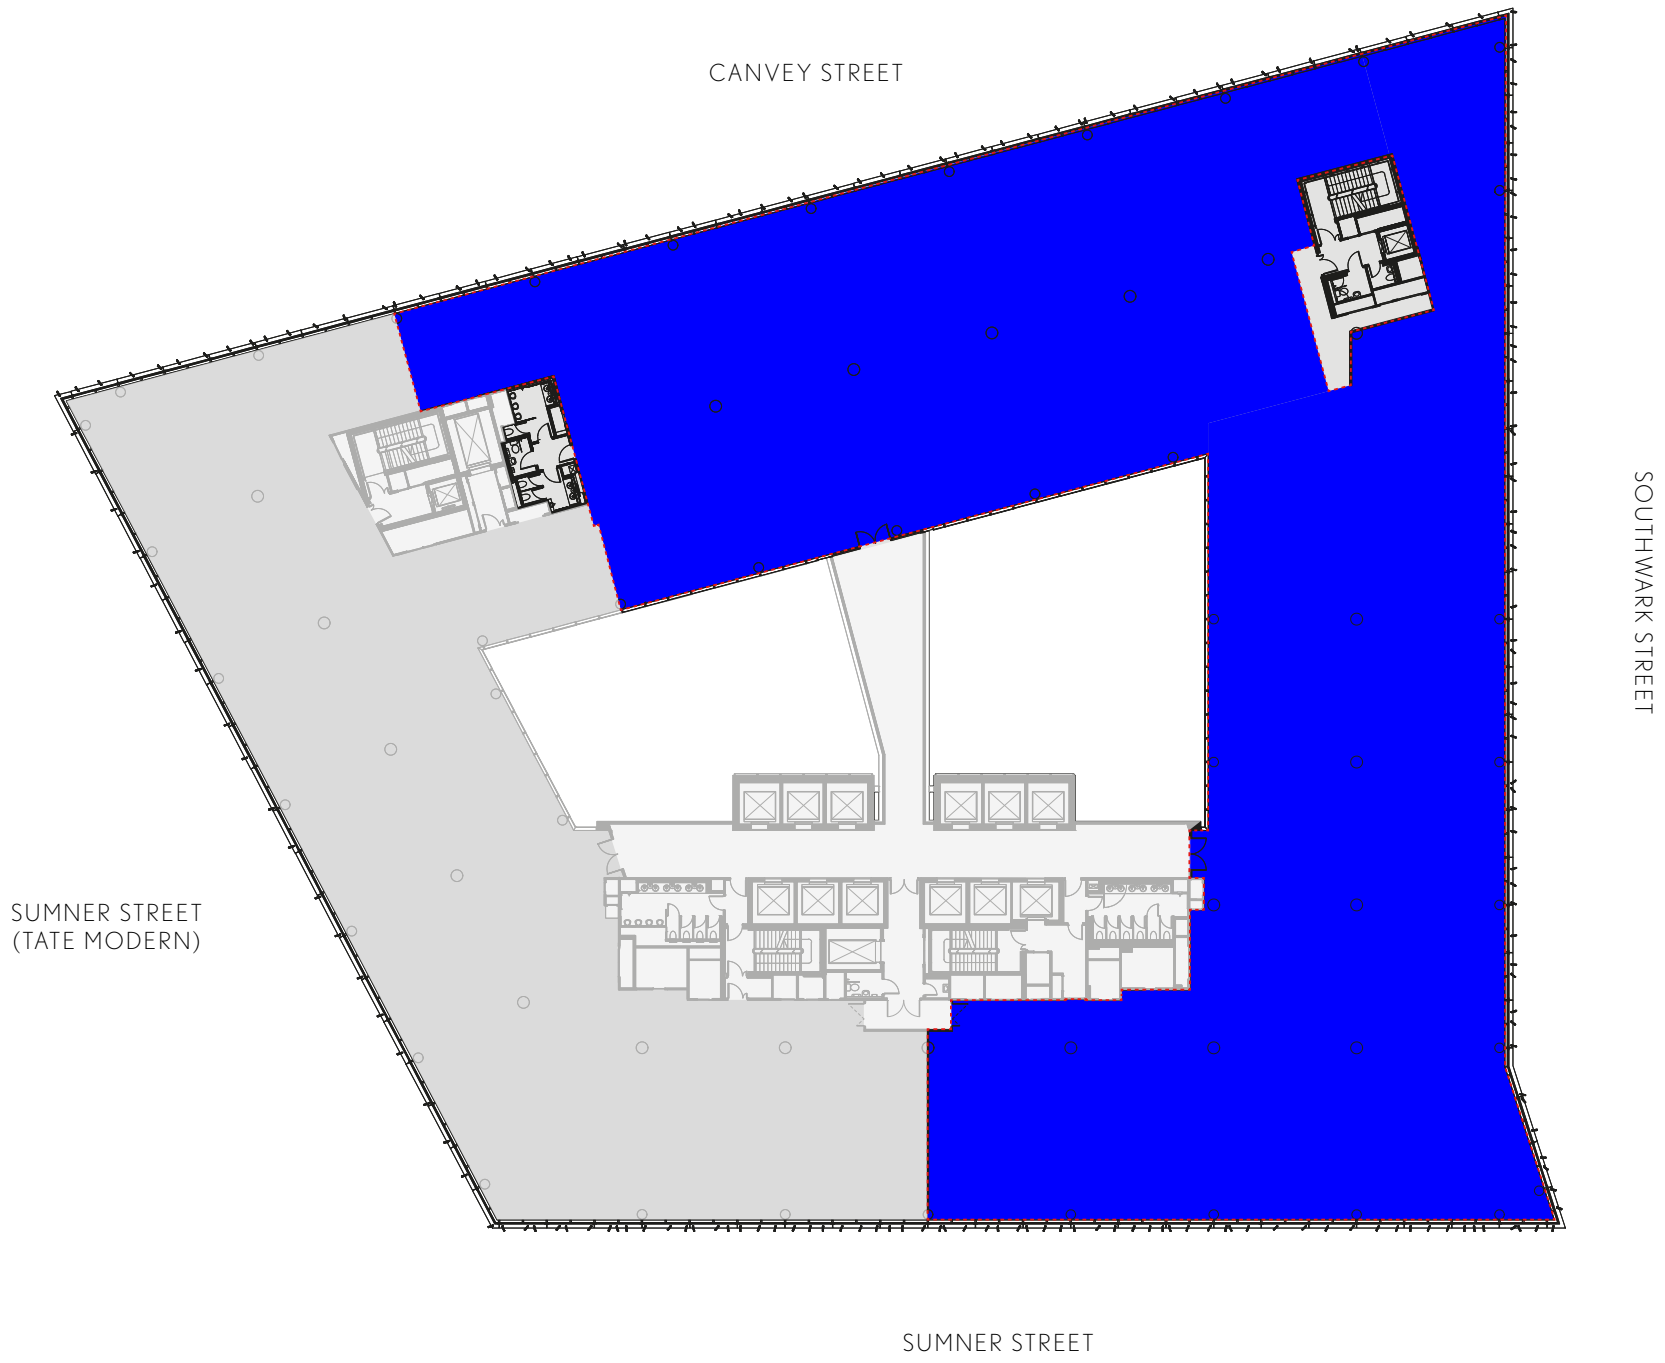 CANVEY STREET
SOUTHWARK STREET
SUMNER STREET
(TATE MODERN)
SUMNER STREET